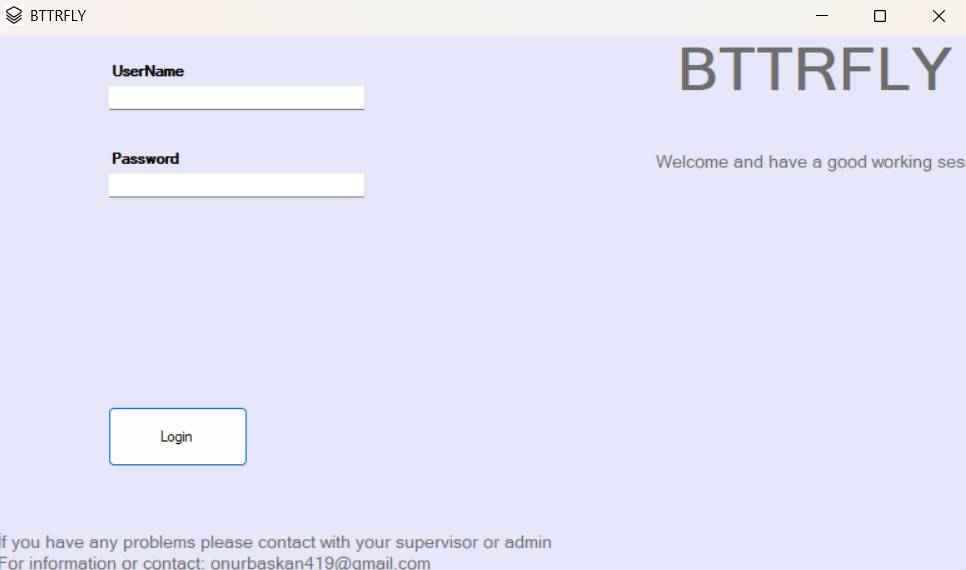 BTTRFLY
UserName
Password
Login
BTTRFLY
Welcome and have a good working
If you have any problems please contact with your supervisor or admin
For information or contact: onurbaskan419@gmail.com